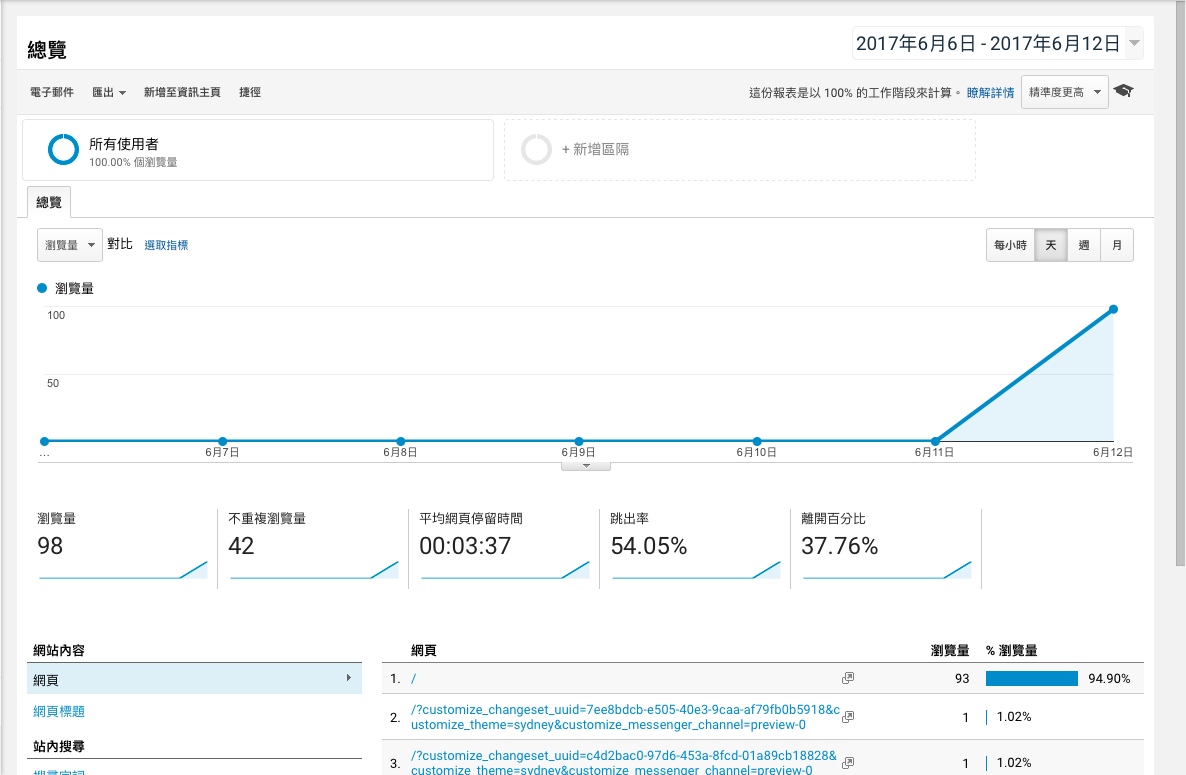 總覽
2017年6月6日 - 2017年6月12日
電子郵件 匯出 新增至資訊主頁 捷徑
這份報表是以 100% 的工作階段來計算。瞭解詳情 精準度更高
所有使用者
100.00% 個瀏覽量
+ 新增區隔
總覽
瀏覽量 對比 選取指標
每小時 天 週 月
瀏覽量
100
50
... 6月7日 6月8日 6月9日 6月10日 6月11日 6月12日
瀏覽量 不重複瀏覽量 平均網頁停留時間 跳出率 離開百分比
98 42 00:03:37 54.05% 37.76%
網站內容
網頁
網頁標題
站內搜尋
搜尋字詞
網頁 瀏覽量 % 瀏覽量
1. / 93 94.90%
2. /?customize_changeset_uuid=7ee8bdcb-e505-40e3-9caa-af79fb0b5918&c
ustomize_theme=sydney&customize_messenger_channel=preview-0 1 1.02%
3. /?customize_changeset_uuid=c4d2bac0-97d6-453a-8fcd-01a89cb18828&
ustomize_theme=sydney&customize_messenger_channel=preview-0 1 1.02%